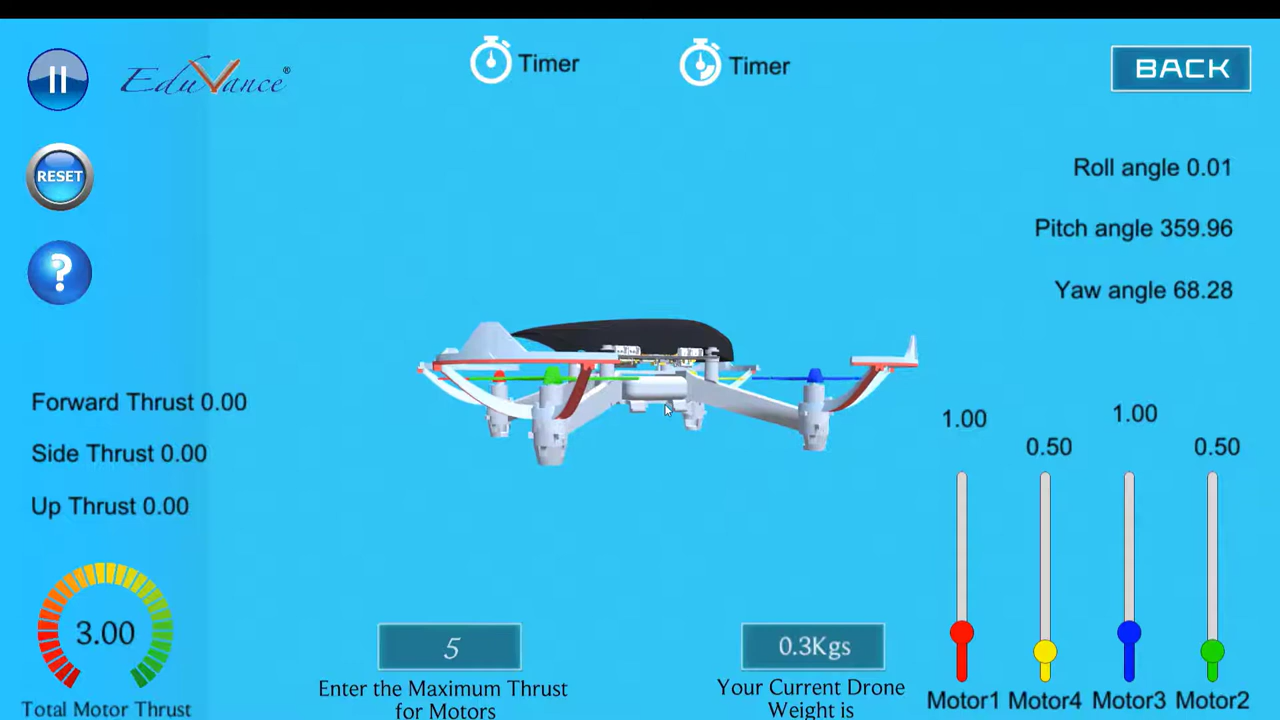 EduVance®
Timer
Timer
BACK
RESET
?
Roll angle 0.01
Pitch angle 359.96
Yaw angle 68.28
Forward Thrust 0.00
Side Thrust 0.00
Up Thrust 0.00
3.00
Total Motor Thrust
5
Enter the Maximum Thrust
for Motors
0.3Kgs
Your Current Drone
Weight is
1.00
0.50
1.00
0.50
Motor1 Motor4 Motor3 Motor2